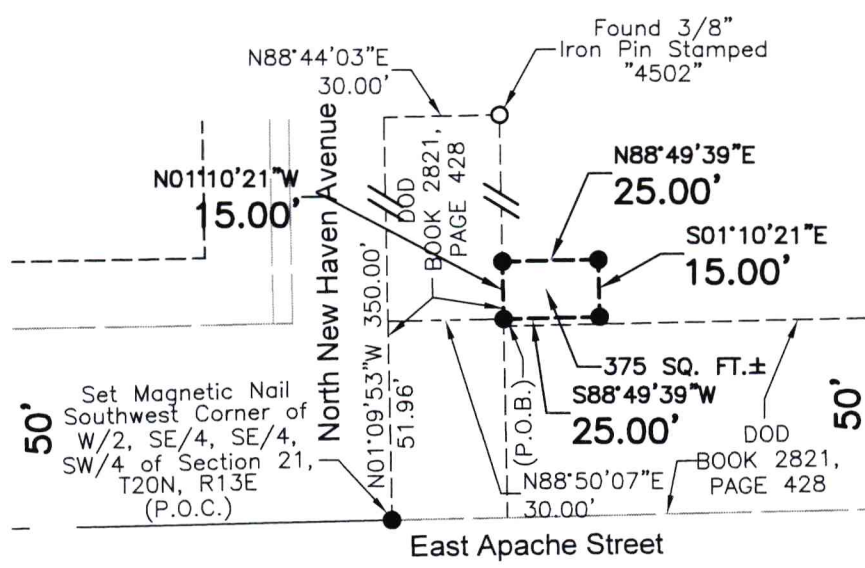 Found 3/8"
Iron Pin Stamped
"4502"
N88°44'03"E
30.00'
N01°10'21"W
15.00'
North New Haven Avenue
DOD
BOOK 2821,
PAGE 428
N88°49'39"E
25.00'
S01°10'21"E
15.00'
350.00'
N01°09'53"W
51.96'
375 SQ. FT.±
S88°49'39"W
25.00'
(P.O.B.)
50'
Set Magnetic Nail
Southwest Corner of
W/2, SE/4, SE/4,
SW/4 of Section 21,
T20N, R13E
(P.O.C.)
N88°50'07"E
30.00'
DOD
BOOK 2821,
PAGE 428
50'
East Apache Street